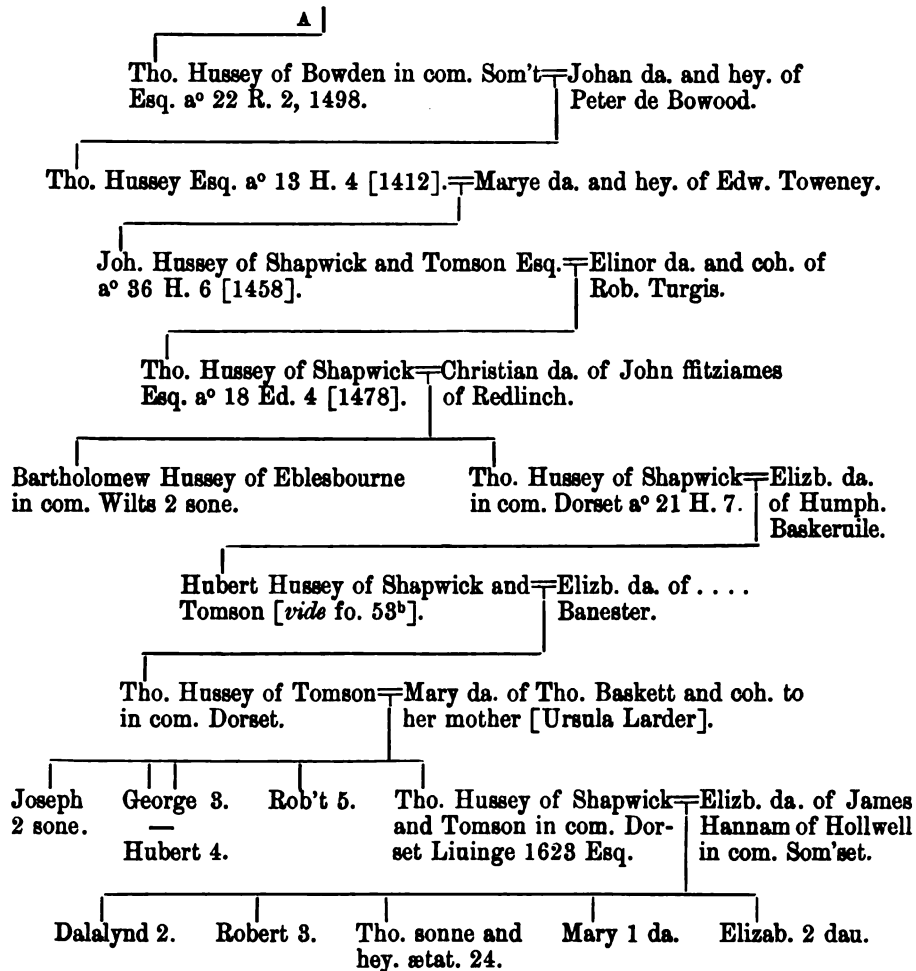 A
Tho. Hussey of Bowden in com. Som't Esq. aº 22 R. 2, 1498.
Johan da. and hey. of Peter de Bowood.
Tho. Hussey Esq. aº 13 H. 4 [1412].
Marye da. and hey. of Edw. Toweney.
Joh. Hussey of Shapwick and Tomson Esq.
aº 36 H. 6 [1458].
Elinor da. and coh. of
Rob. Turgis.
Tho. Hussey of Shapwick
Esq. aº 18 Ed. 4 [1478].
Christian da. of John ffitziames
of Redlinch.
Bartholomew Hussey of Eblesbourne
in com. Wilts 2 sone.
Tho. Hussey of Shapwick
in com. Dorset aº 21 H. 7.
Elizb. da.
of Humph.
Baskeruile.
Hubert Hussey of Shapwick and
Tomson [vide fo. 53ᵇ].
Elizb. da. of . . . .
Banester.
Tho. Hussey of Tomson
in com. Dorset.
Mary da. of Tho. Baskett and coh. to
her mother [Ursula Larder].
Joseph
2 sone.
George 3.
—
Hubert 4.
Rob't 5.
Tho. Hussey of Shapwick
and Tomson in com. Dor-
set Liuinge 1623 Esq.
Elizb. da. of James
Hannam of Hollwell
in com. Som'set.
Dalalynd 2.
Robert 3.
Tho. sonne and
hey. ætat. 24.
Mary 1 da.
Elizab. 2 dau.